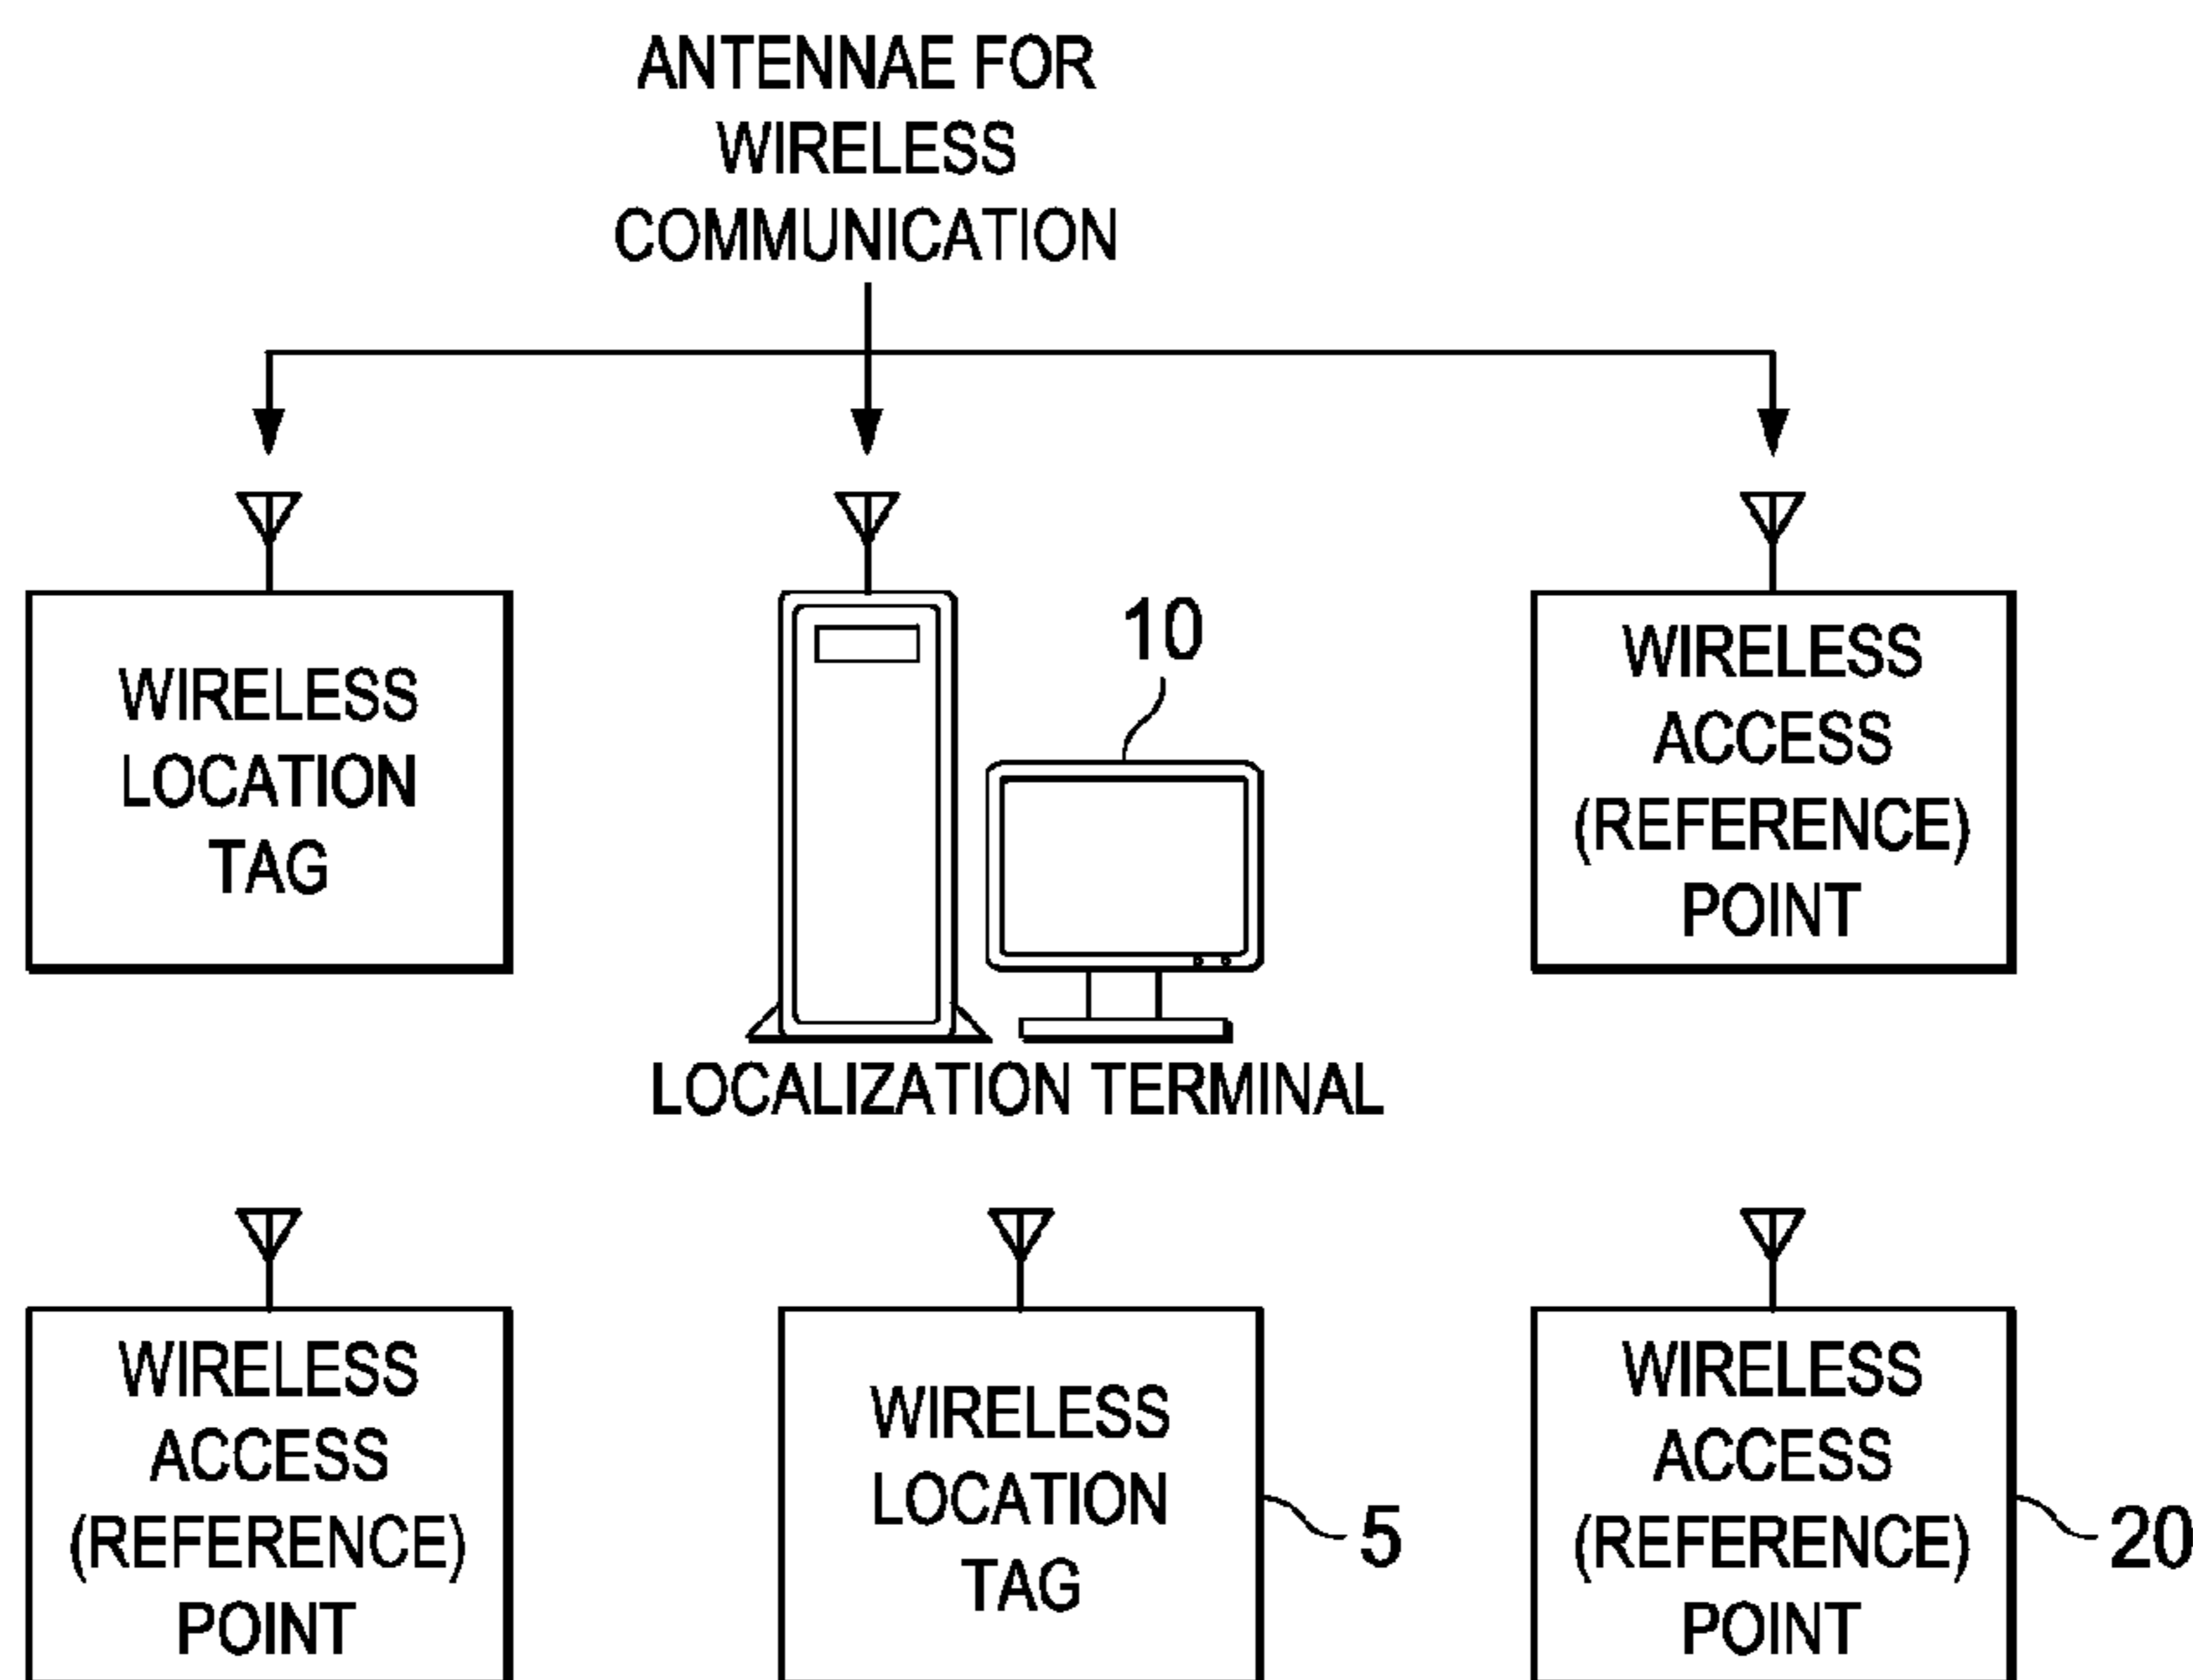 ANTENNAE FOR
WIRELESS
COMMUNICATION
WIRELESS
LOCATION
TAG
10
LOCALIZATION TERMINAL
WIRELESS
ACCESS
(REFERENCE)
POINT
WIRELESS
ACCESS
(REFERENCE)
POINT
WIRELESS
LOCATION
TAG
5
WIRELESS
ACCESS
(REFERENCE)
POINT
20